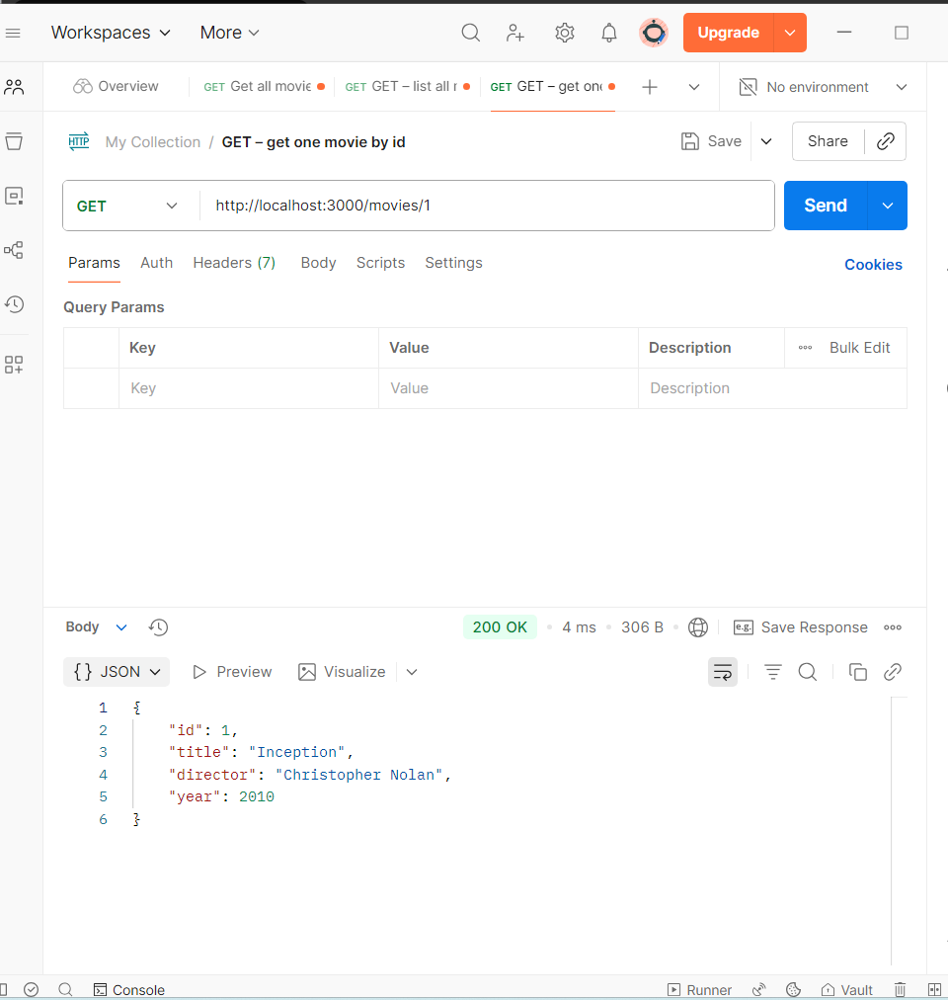 Workspaces More Upgrade
Overview GET Get all movie GET GET – list all r GET GET – get on No environment
HTTP My Collection / GET – get one movie by id Save Share
GET http://localhost:3000/movies/1 Send
Params Auth Headers (7) Body Scripts Settings Cookies
Query Params
Key Value Description Bulk Edit
Key Value Description
Body 200 OK 4 ms 306 B e.g. Save Response
{} JSON Preview Visualize
1 {
2 "id": 1,
3 "title": "Inception",
4 "director": "Christopher Nolan",
5 "year": 2010
6 }
Console Runner Vault